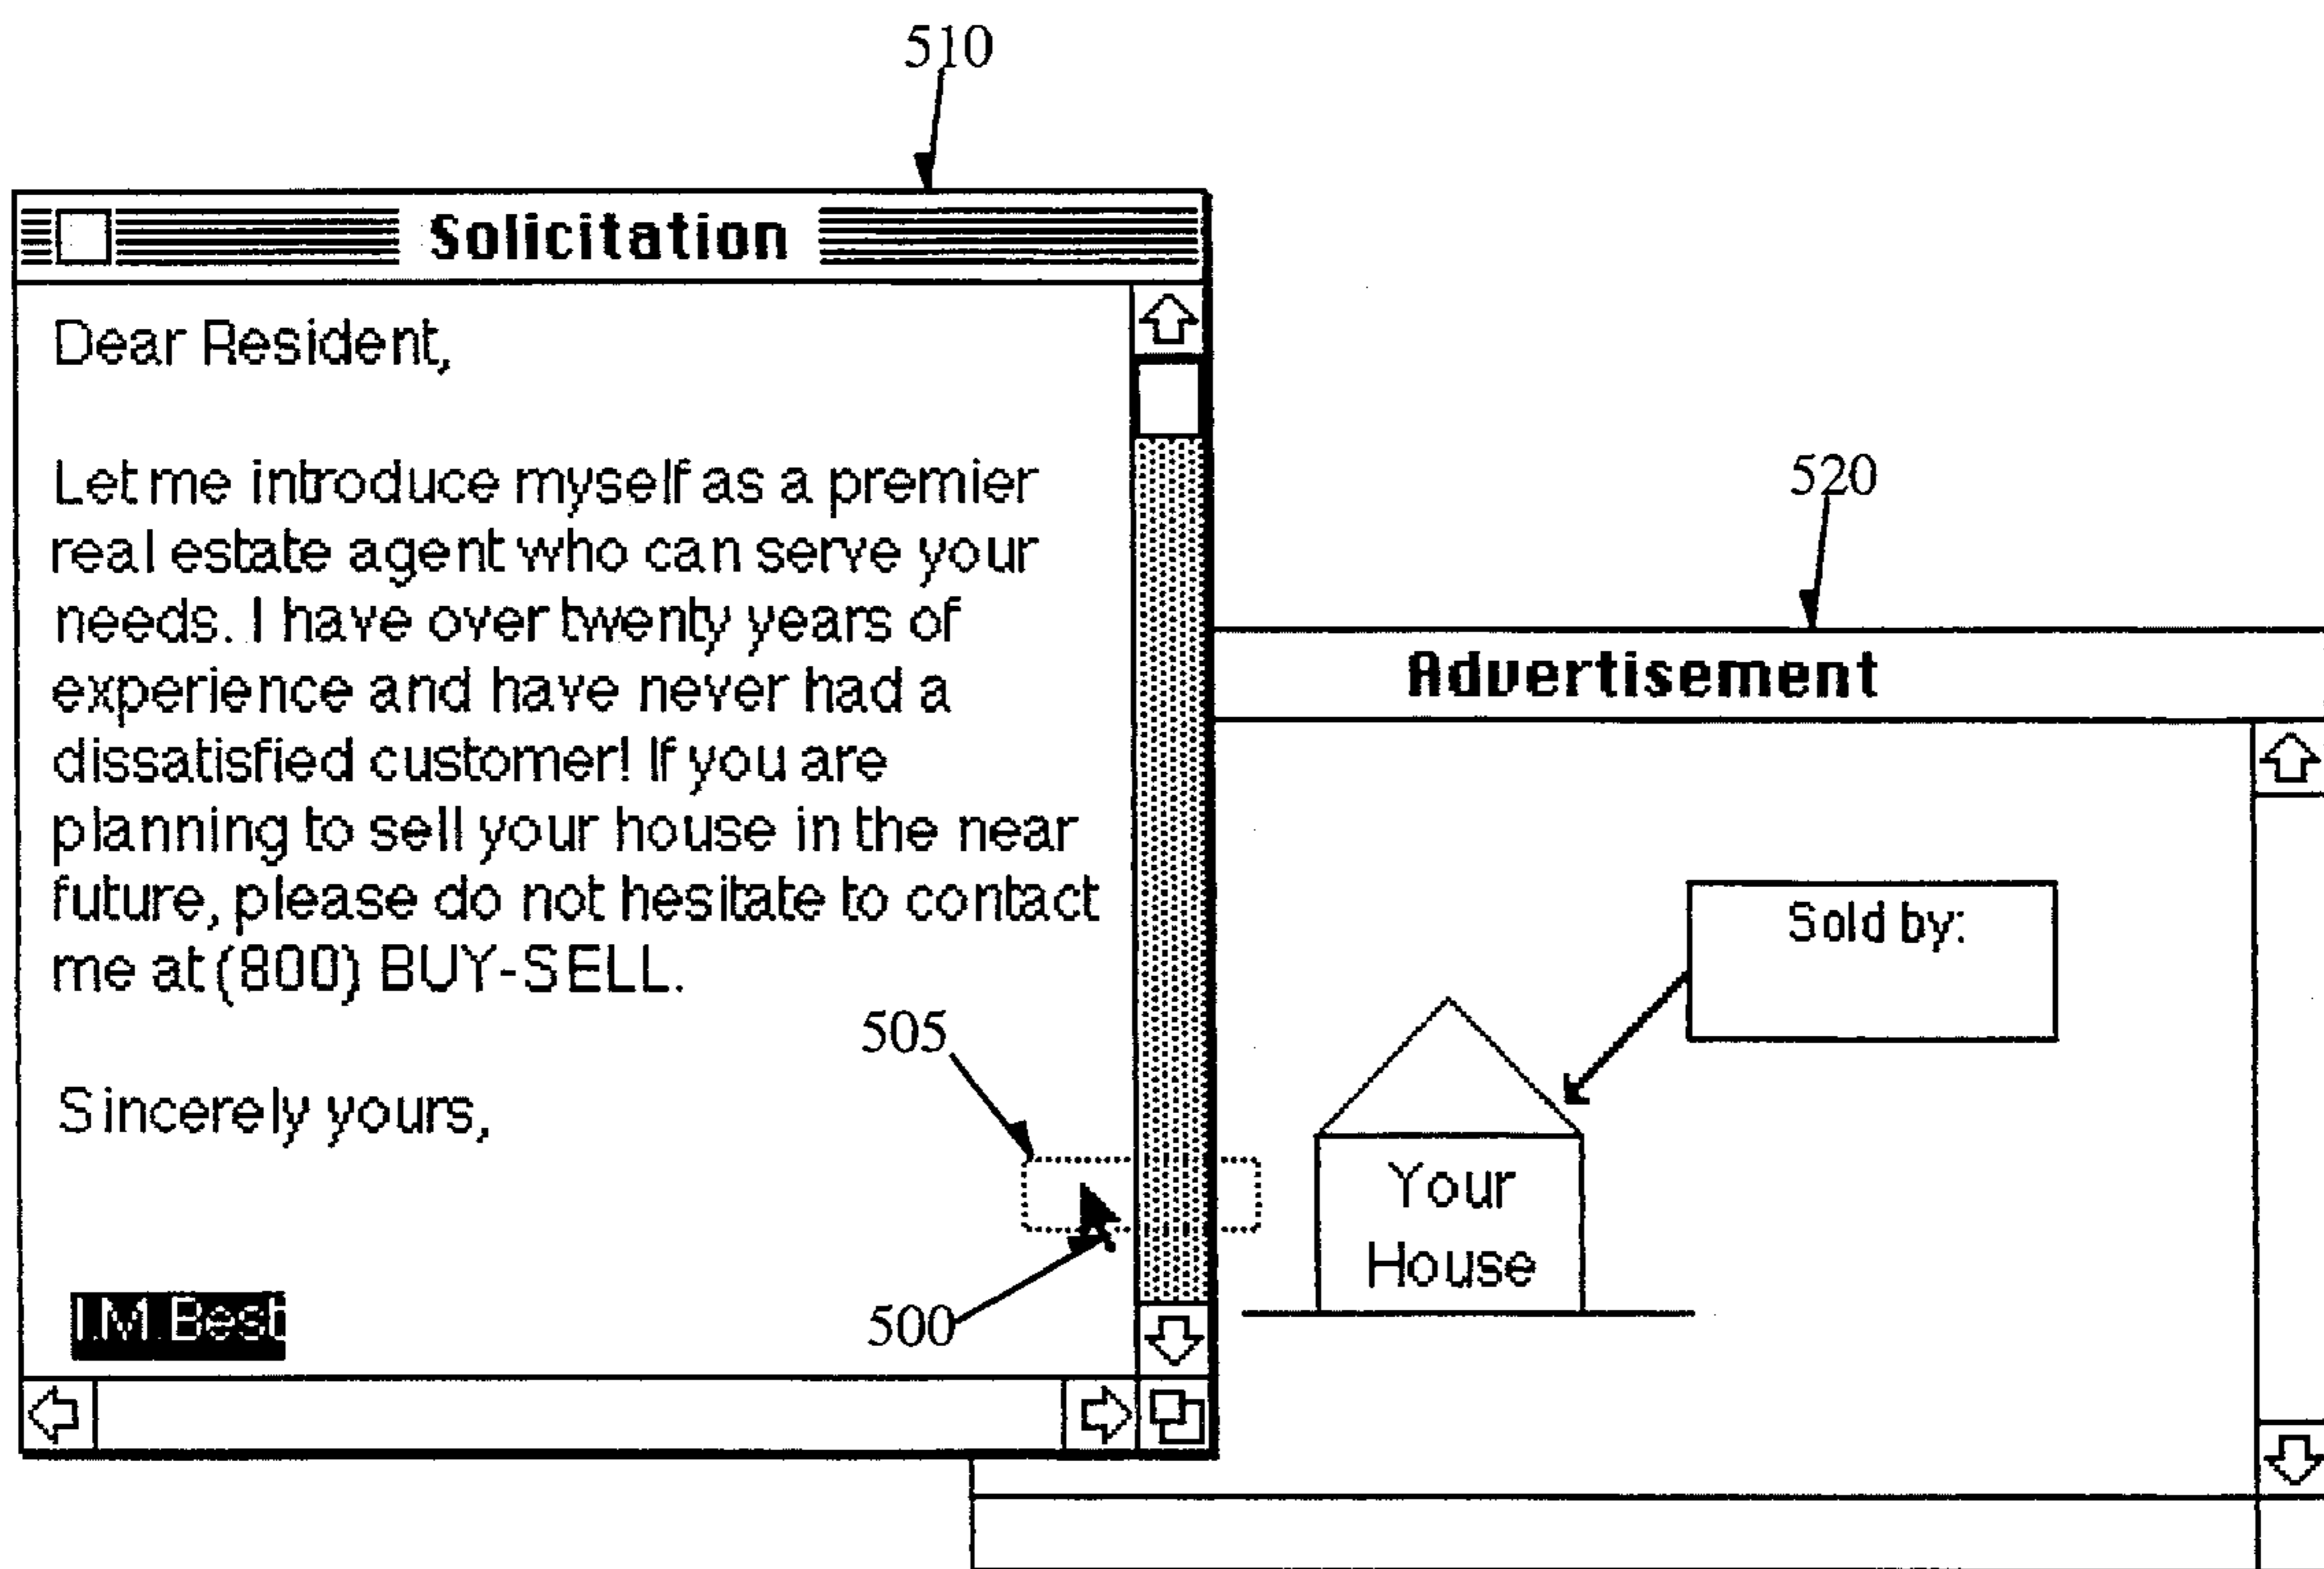 510
Solicitation
Dear Resident,
Let me introduce myself as a premier
real estate agent who can serve your
needs. I have over twenty years of
experience and have never had a
dissatisfied customer! If you are
planning to sell your house in the near
future, please do not hesitate to contact
me at (800) BUY-SELL.
505
Sincerely yours,
500
I.M. Best
520
Advertisement
Sold by:
Your
House